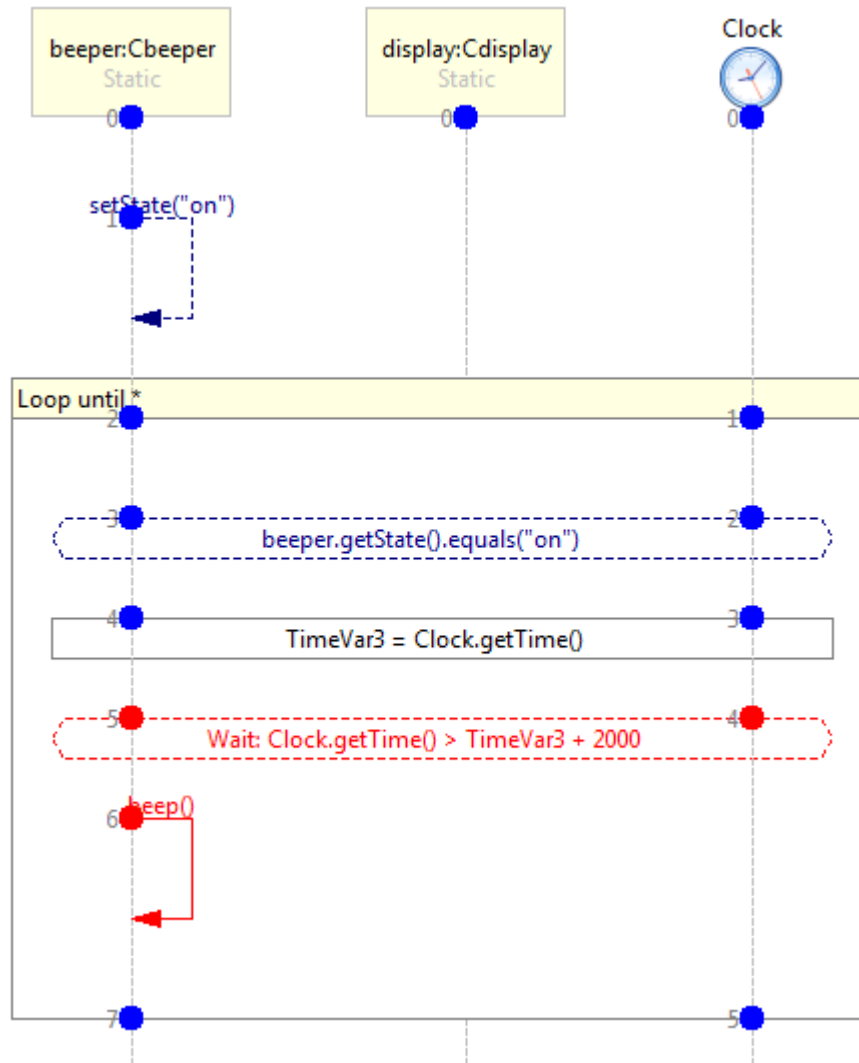 beeper:Cbeeper
Static
display:Cdisplay
Static
Clock
0
0
0
setState("on")
1
Loop until *
2
1
3
2
beeper.getState().equals("on")
4
3
TimeVar3 = Clock.getTime()
5
4
Wait: Clock.getTime() > TimeVar3 + 2000
beep()
6
7
5